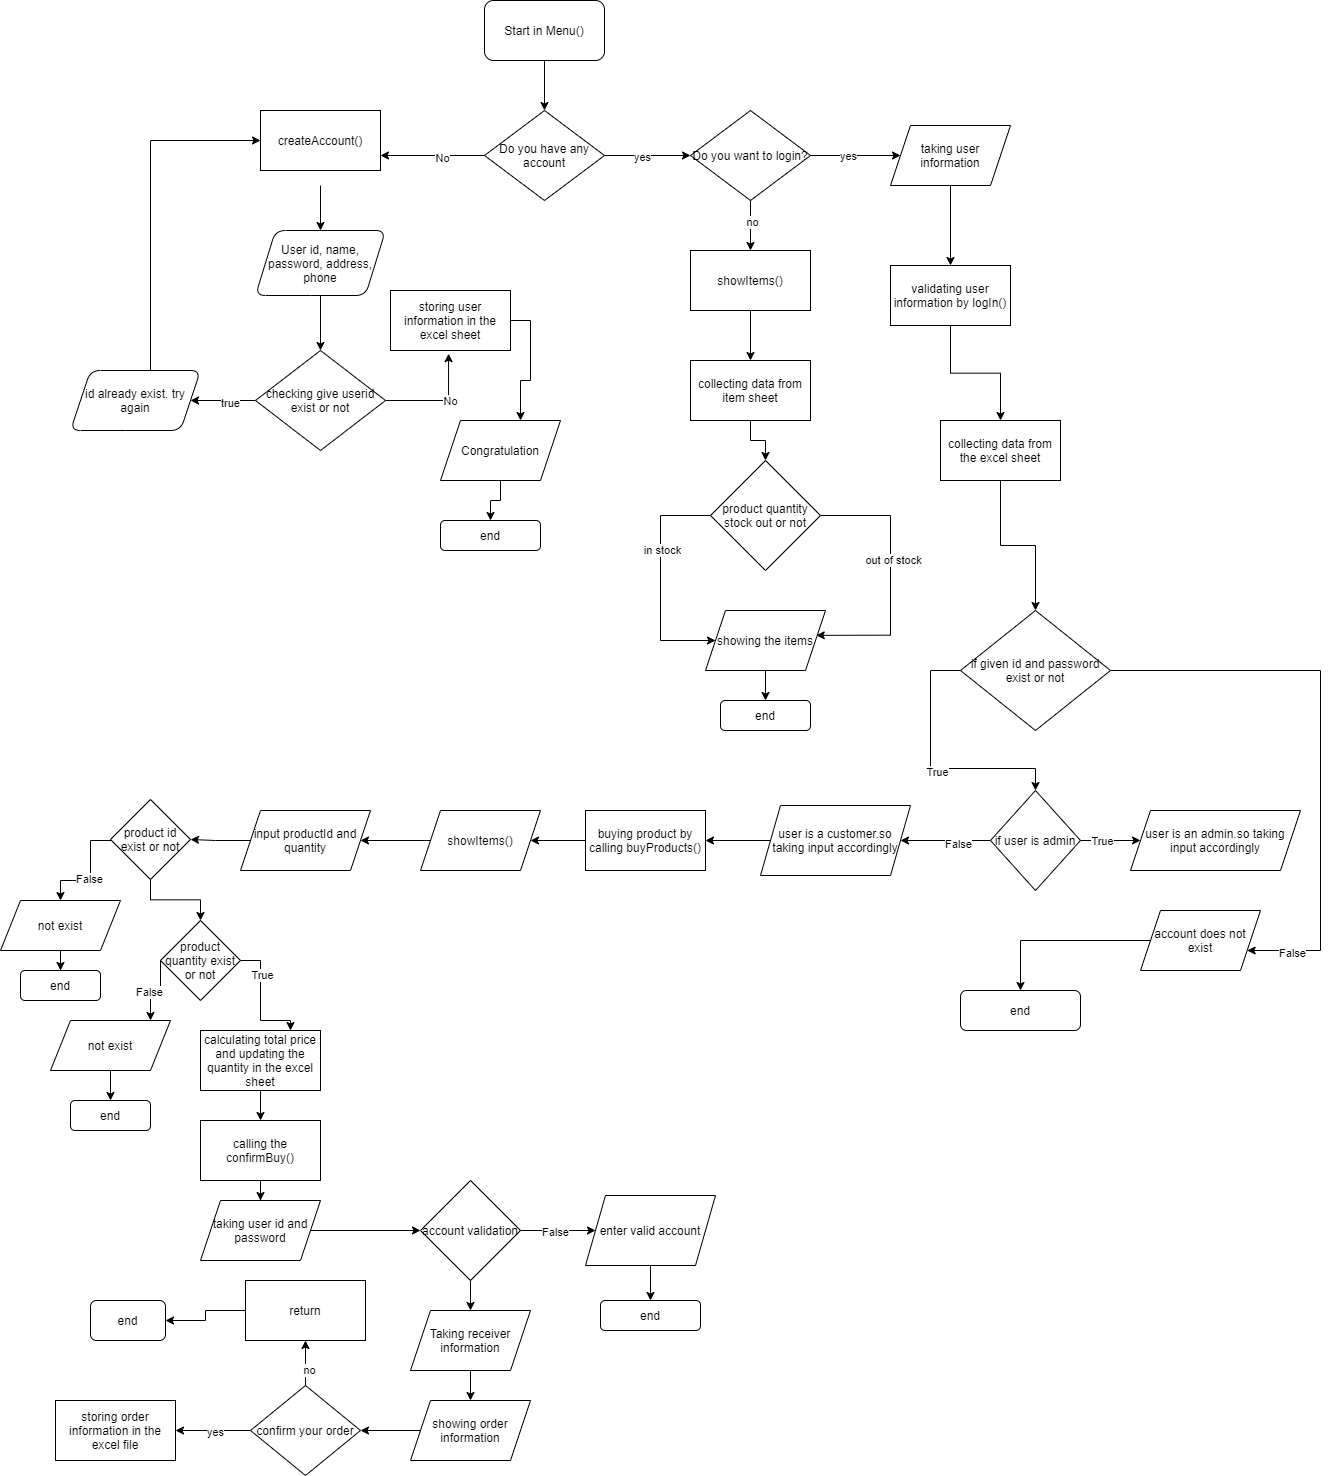 Start in Menu()
createAccount()
No
Do you have any
account
yes
Do you want to login?
yes
taking user
information
no
User id, name,
password, address,
phone
showItems()
validating user
information by logIn()
storing user
information in the
excel sheet
id already exist. try
again
true
checking give userid
exist or not
No
collecting data from
item sheet
Congratulation
collecting data from
the excel sheet
end
product quantity
stock out or not
in stock
out of stock
showing the items
if given id and password
exist or not
end
True
product id
exist or not
input productId and
quantity
showItems()
buying product by
calling buyProducts()
user is a customer.so
taking input accordingly
False
if user is admin
True
user is an admin.so taking
input accordingly
False
not exist
account does not
exist
False
product
quantity exist
or not
True
end
False
end
not exist
calculating total price
and updating the
quantity in the excel
sheet
end
calling the
confirmBuy()
taking user id and
password
account validation
False
enter valid account
end
return
end
Taking receiver
information
no
storing order
information in the
excel file
yes
confirm your order
showing order
information